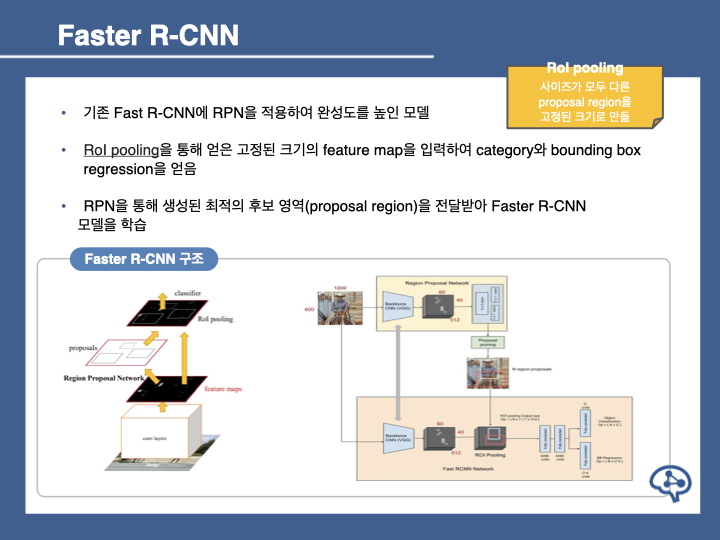 Faster R-CNN
RoI pooling
사이즈가 모두 다른
proposal region을
고정된 크기로 만듦
• 기존 Fast R-CNN에 RPN을 적용하여 완성도를 높인 모델
• RoI pooling을 통해 얻은 고정된 크기의 feature map을 입력하여 category와 bounding box
regression을 얻음
• RPN을 통해 생성된 최적의 후보 영역(proposal region)을 전달받아 Faster R-CNN
모델을 학습
Faster R-CNN 구조
classifier
RoI pooling
proposals
Region Proposal Network
feature maps
conv layers
image
1000
600
Region Proposal Network
Backbone
CNN (VGG)
60
40
512
Proposal
pruning
N region proposals
Backbone
CNN (VGG)
60
40
512
ROI Pooling
Fully connected
Fully connected
Fully connected
Fully connected
Object
Classification
BB Regression
Fast RCNN Network